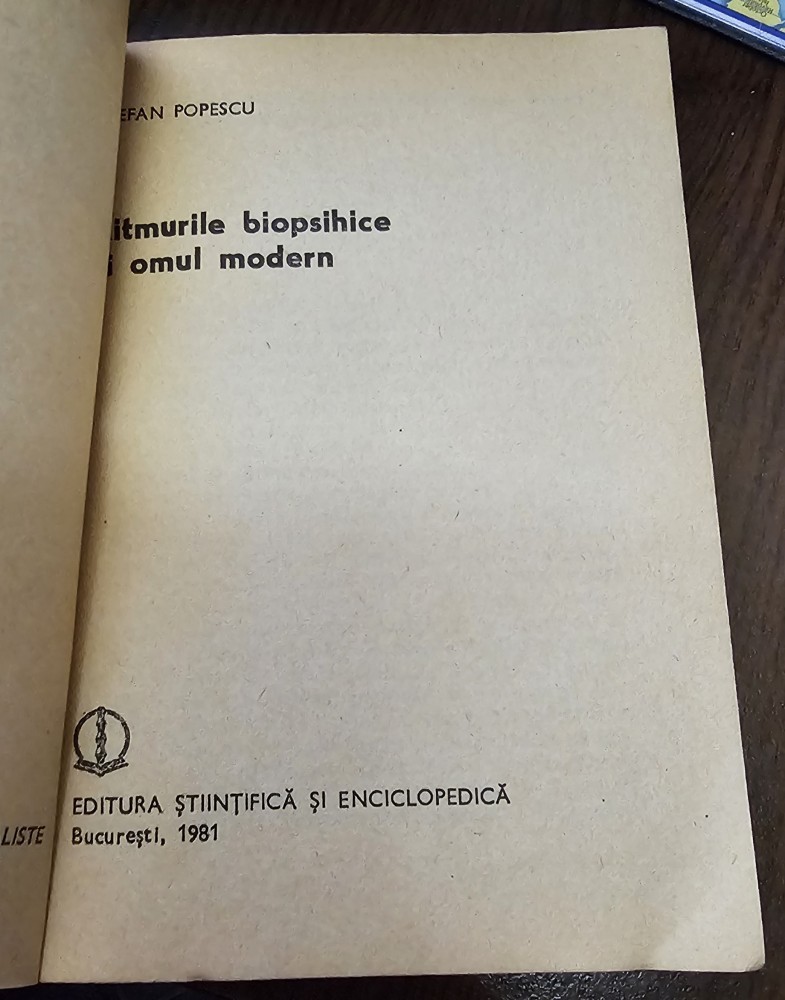 EFAN POPESCU
itmurile biopsihice
i omul modern
EDITURA ŞTIINŢIFICĂ ŞI ENCICLOPEDICĂ
LISTE
Bucureşti, 1981